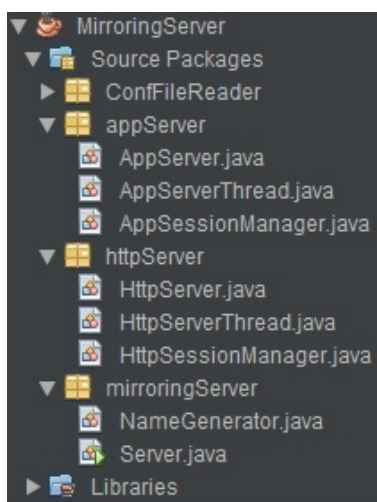 MirroringServer
Source Packages
ConfFileReader
appServer
AppServer.java
AppServerThread.java
AppSessionManager.java
httpServer
HttpServer.java
HttpServerThread.java
HttpSessionManager.java
mirroringServer
NameGenerator.java
Server.java
Libraries